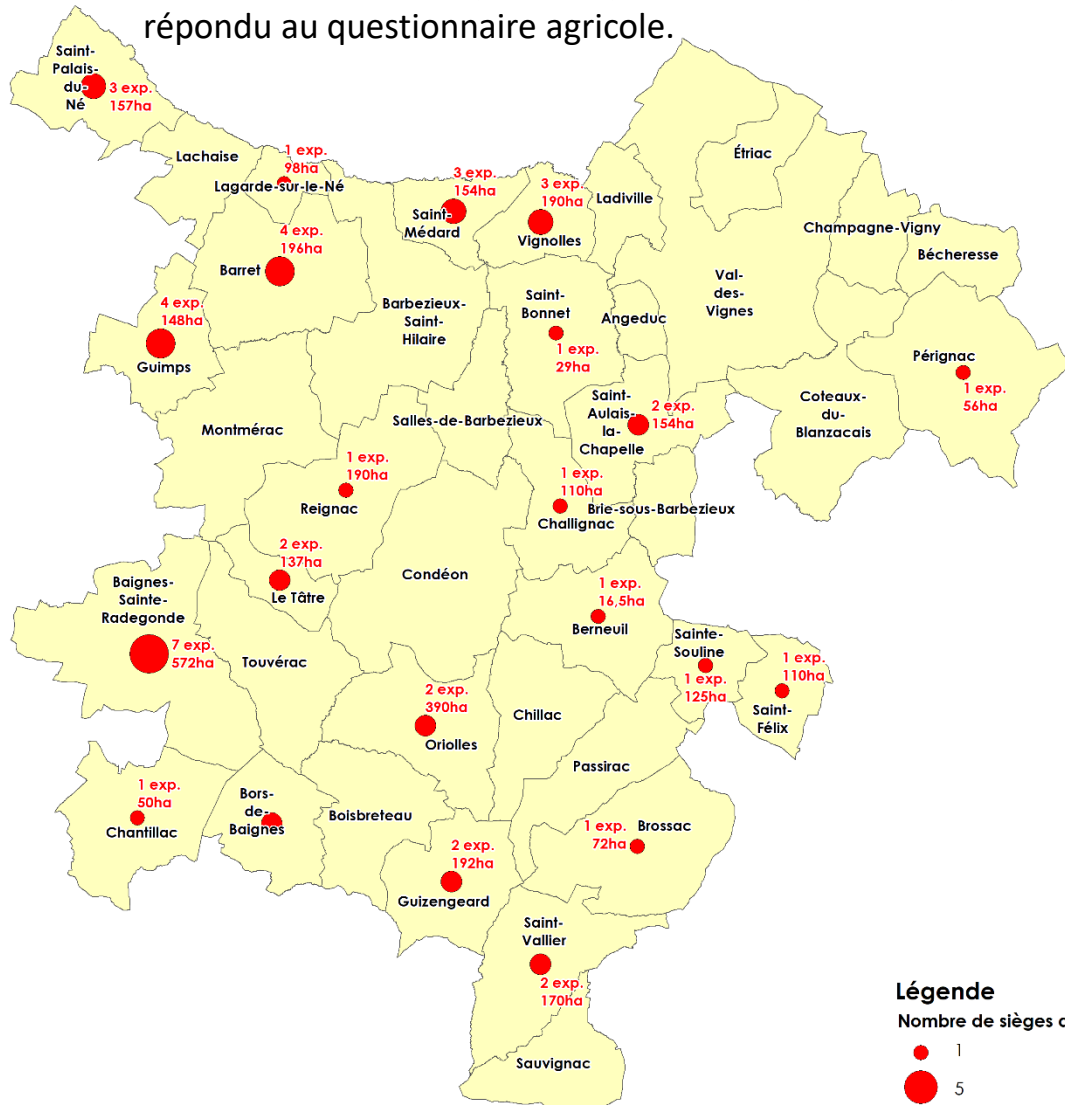 répondu au questionnaire agricole.
Saint-
Palais-
du-
Né
3 exp.
157ha
Lachaise
1 exp.
98ha
Lagarde-sur-le-Né
3 exp.
154ha
Saint-
Médard
3 exp.
190ha
Vignolles
Ladiville
Étriac
Champagne-Vigny
Bécheresse
4 exp.
196ha
Barret
Barbezieux-
Saint-
Hilaire
Saint-
Bonnet
1 exp.
29ha
Angeduc
Val-
des-
Vignes
4 exp.
148ha
Guimps
Pérignac
1 exp.
56ha
Montmérac
Salles-de-Barbezieux
Saint-
Aulais-
la-
Chapelle
2 exp.
154ha
Coteaux-
du-
Blanzacais
1 exp.
190ha
Reignac
1 exp.
110ha
Challignac
Brie-sous-Barbezieux
2 exp.
137ha
Le Tâtre
Condéon
Baignes-
Sainte-
Radegonde
7 exp.
572ha
Touvérac
1 exp.
16,5ha
Berneuil
Sainte-
Souline
1 exp.
125ha
1 exp.
110ha
Saint-
Félix
2 exp.
390ha
Oriolles
Chillac
Passirac
1 exp.
50ha
Chantillac
Bors-
de-
Baignes
Boisbreteau
Brossac
1 exp.
72ha
2 exp.
192ha
Guizengeard
Saint-
Vallier
2 exp.
170ha
Sauvignac
Légende
Nombre de sièges
1
5